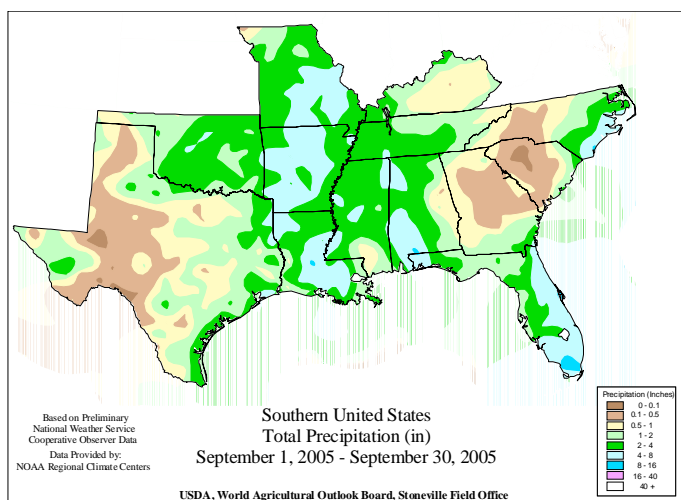 Based on Preliminary
National Weather Service
Cooperative Observer Data
Data Provided by:
NOAA Regional Climate Centers
Southern United States
Total Precipitation (in)
September 1, 2005 - September 30, 2005
USDA, World Agricultural Outlook Board, Stoneville Field Office
Precipitation (Inches)
0 - 0.1
0.1 - 0.5
0.5 - 1
1 - 2
2 - 4
4 - 8
8 - 16
16 - 40
40 +